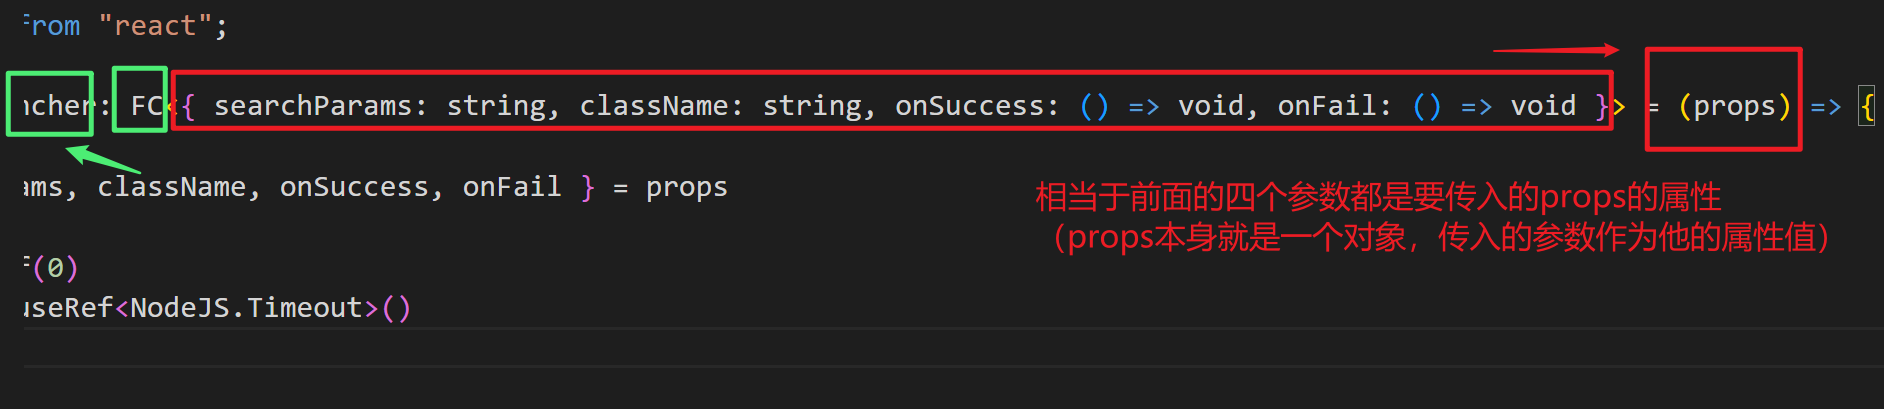 from "react";
ncher: FC<{ searchParams: string, className: string, onSuccess: () => void, onFail: () => void }> = (props) => {
ams, className, onSuccess, onFail } = props
相当于前面的四个参数都是要传入的props的属性
（props本身就是一个对象，传入的参数作为他的属性值）
f(0)
useRef<NodeJS.Timeout>()